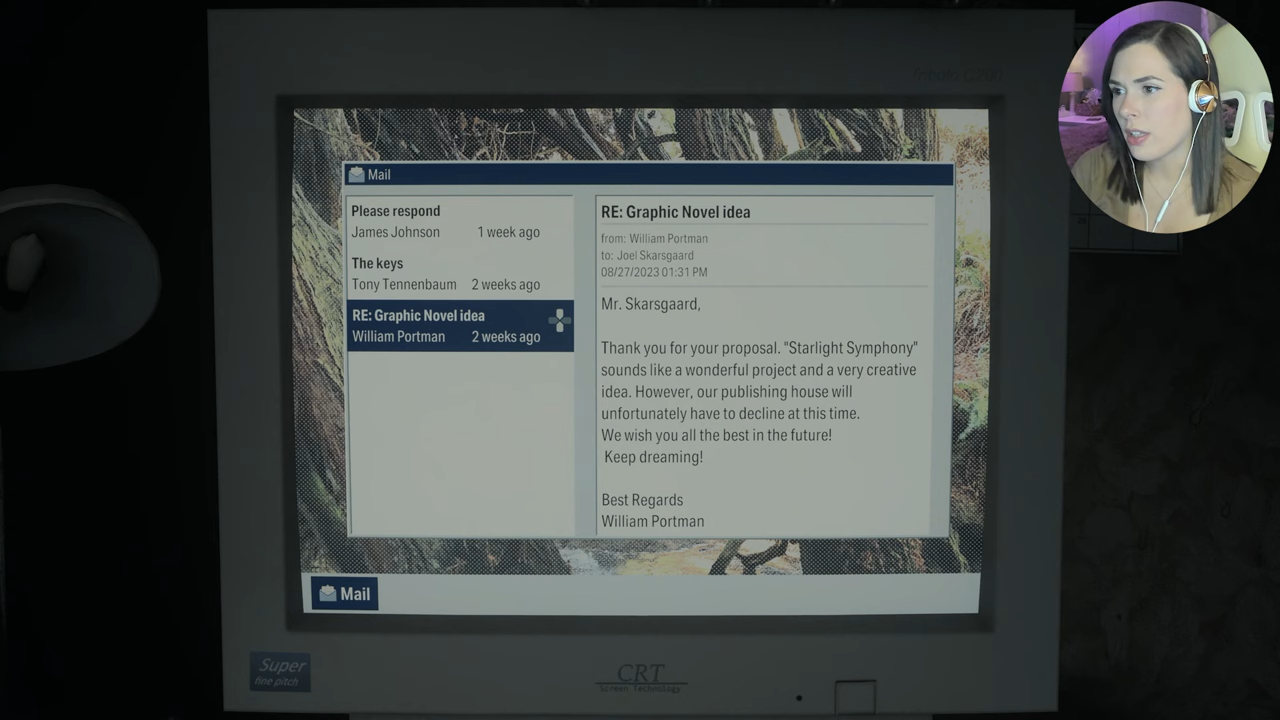 Tribain C200
Mail
Please respond
James Johnson 1 week ago
The keys
Tony Tennenbaum 2 weeks ago
RE: Graphic Novel idea
William Portman 2 weeks ago
RE: Graphic Novel idea
from: William Portman
to: Joel Skarsgaard
08/27/2023 01:31 PM
Mr. Skarsgaard,
Thank you for your proposal. "Starlight Symphony"
sounds like a wonderful project and a very creative
idea. However, our publishing house will
unfortunately have to decline at this time.
We wish you all the best in the future!
Keep dreaming!
Best Regards
William Portman
Mail
Super
fine pitch
CRT
Screen Technology